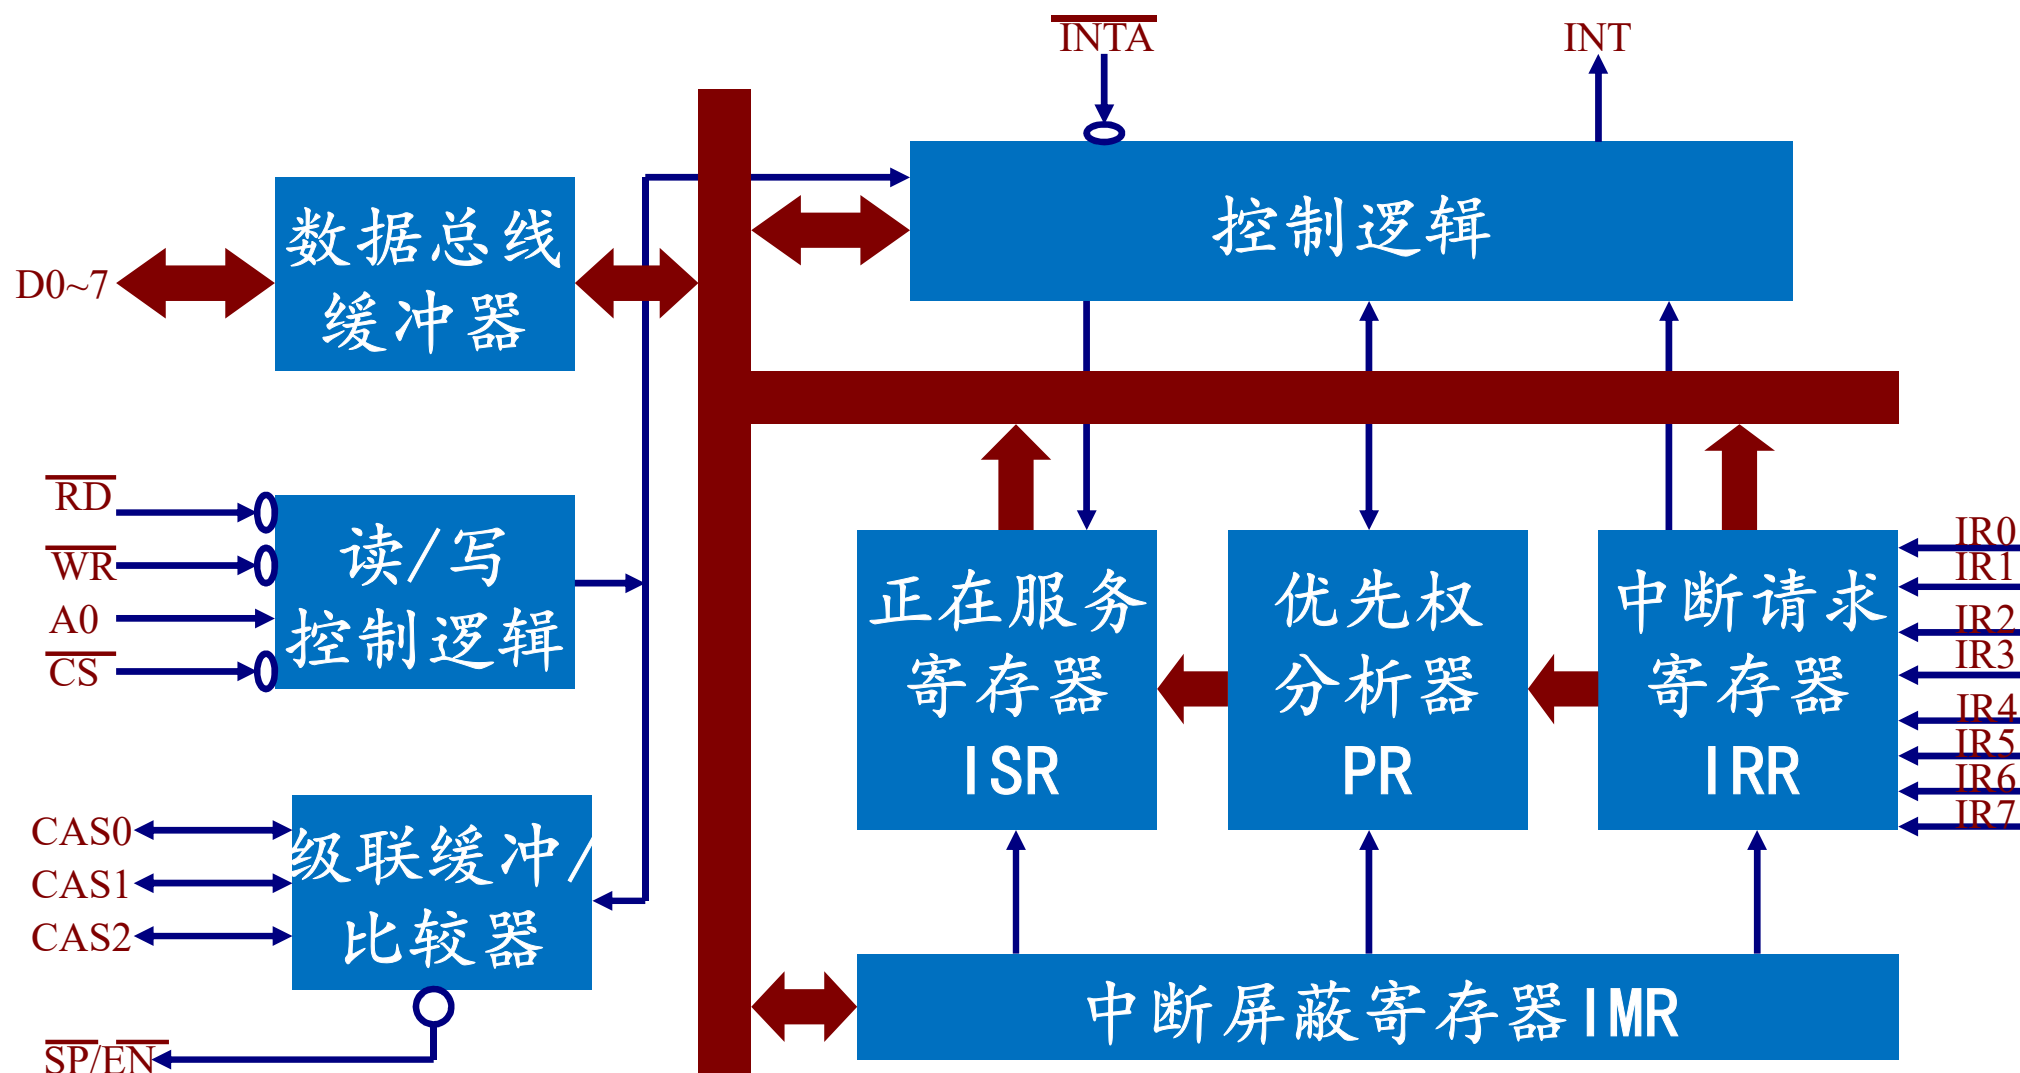 INTA
INT
控制逻辑
数据总线
缓冲器
D0~7
RD
WR
A0
CS
读/写
控制逻辑
正在服务
寄存器
ISR
优先权
分析器
PR
中断请求
寄存器
IRR
IR0
IR1
IR2
IR3
IR4
IR5
IR6
IR7
CAS0
CAS1
CAS2
级联缓冲/
比较器
中断屏蔽寄存器IMR
SP/EN